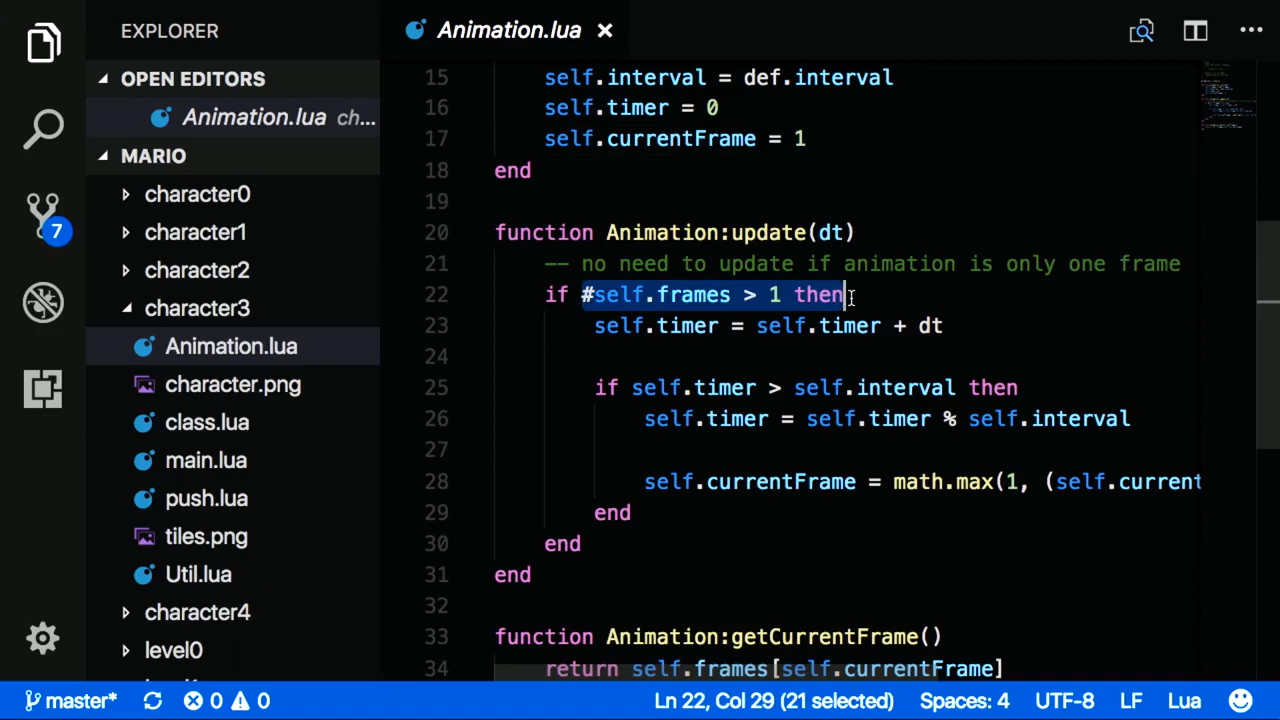 EXPLORER
OPEN EDITORS
Animation.lua ch...
MARIO
character0
character1
character2
character3
Animation.lua
character.png
class.lua
main.lua
push.lua
tiles.png
Util.lua
character4
level0
7
Animation.lua ×
15 self.interval = def.interval
16 self.timer = 0
17 self.currentFrame = 1
18 end
19
20 function Animation:update(dt)
21 -- no need to update if animation is only one frame
22 if #self.frames > 1 then
23 self.timer = self.timer + dt
24
25 if self.timer > self.interval then
26 self.timer = self.timer % self.interval
27
28 self.currentFrame = math.max(1, (self.current
29 end
30 end
31 end
32
33 function Animation:getCurrentFrame()
34 return self.frames[self.currentFrame]
master* 0 0 Ln 22, Col 29 (21 selected) Spaces: 4 UTF-8 LF Lua